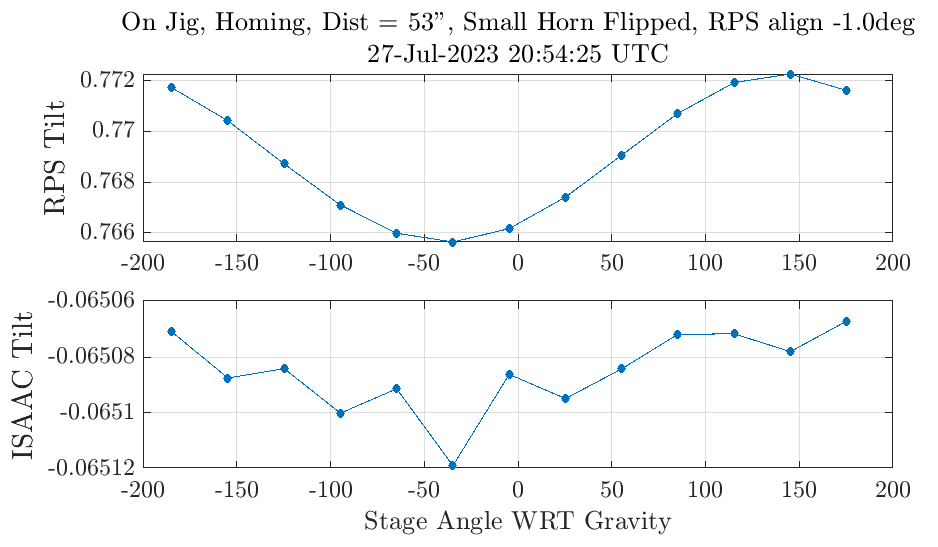 On Jig, Homing, Dist = 53", Small Horn Flipped, RPS align -1.0deg
27-Jul-2023 20:54:25 UTC
RPS Tilt
0.772
0.77
0.768
0.766
-200 -150 -100 -50 0 50 100 150 200
ISAAC Tilt
-0.06506
-0.06508
-0.0651
-0.06512
-200 -150 -100 -50 0 50 100 150 200
Stage Angle WRT Gravity